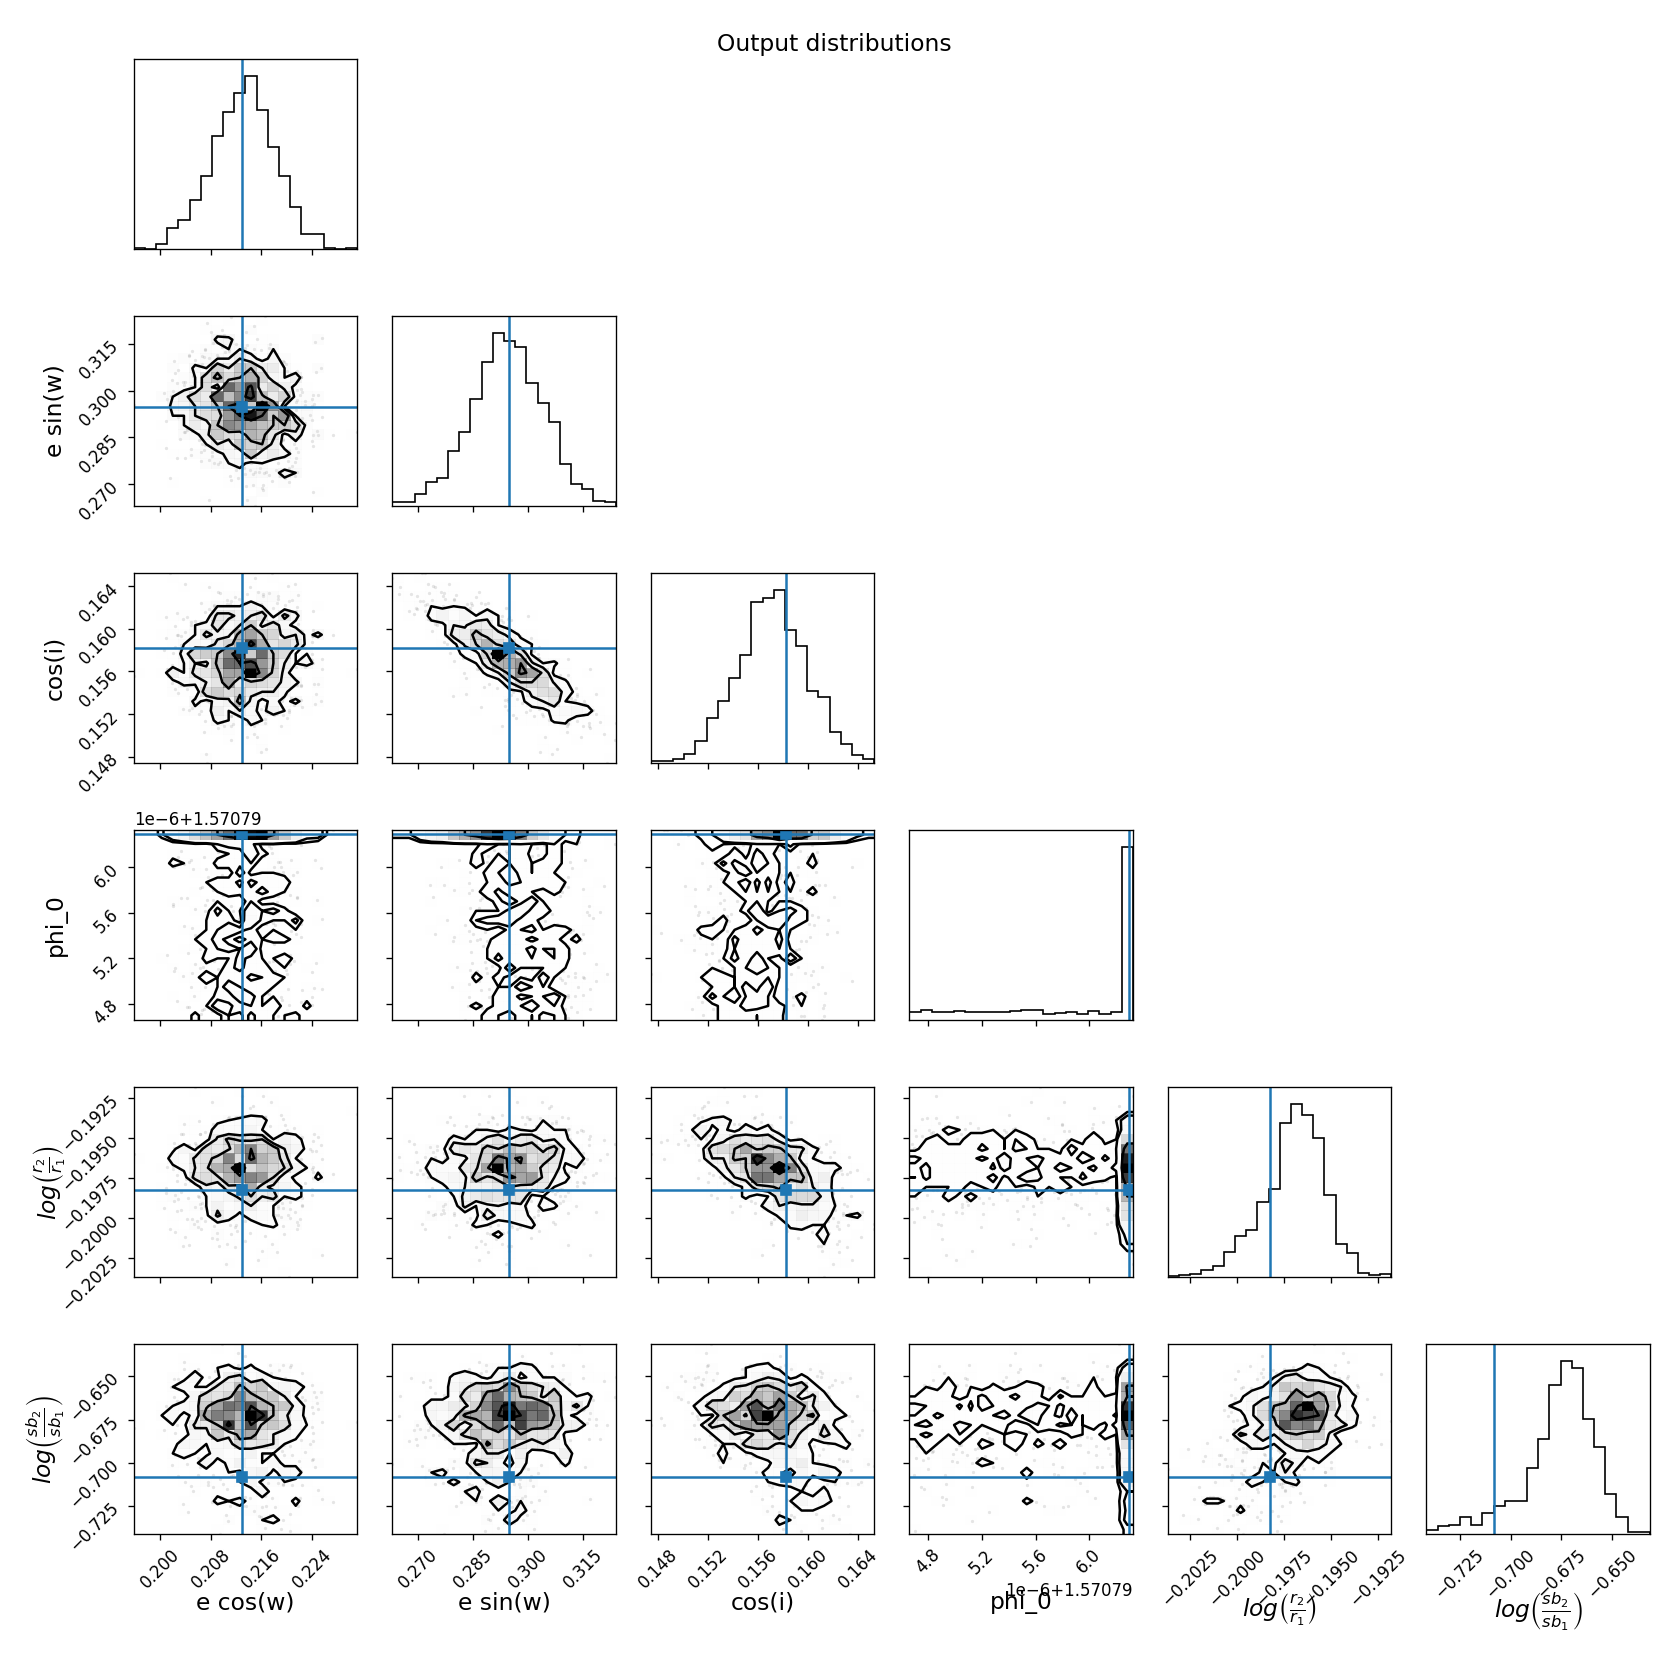 Output distributions
e sin(w)
0.315
0.300
0.285
0.270
cos(i)
0.164
0.160
0.156
0.152
0.148
1e−6+1.57079
phi_0
6.0
5.6
5.2
4.8
log(r₂/r₁)
−0.1925
−0.1950
−0.1975
−0.2000
−0.2025
log(sb₂/sb₁)
−0.650
−0.675
−0.700
−0.725
0.200 0.208 0.216 0.224
e cos(w)
0.270 0.285 0.300 0.315
e sin(w)
0.148 0.152 0.156 0.160 0.164
cos(i)
4.8 5.2 5.6 6.0
1e−6+1.57079
phi_0
−0.2025 −0.2000 −0.1975 −0.1950 −0.1925
log(r₂/r₁)
−0.725 −0.700 −0.675 −0.650
log(sb₂/sb₁)